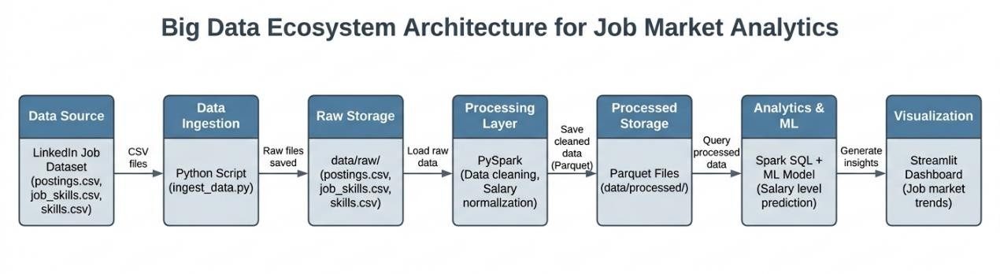 Big Data Ecosystem Architecture for Job Market Analytics
Data Source
LinkedIn Job
Dataset
(postings.csv,
job_skills.csv,
skills.csv)
CSV
files
Data
Ingestion
Python Script
(ingest_data.py)
Raw files
saved
Raw Storage
data/raw/
(postings.csv,
job_skills.csv,
skills.csv)
Load raw
data
Processing
Layer
PySpark
(Data cleaning,
Salary
normallzation)
Save
cleaned
data
(Parquet)
Processed
Storage
Parquet Files
(data/processed/)
Query
processed
data
Analytics &
ML
Spark SQL +
ML Model
(Salary level
prediction)
Generate
insights
Visualization
Streamlit
Dashboard
(Job market
trends)